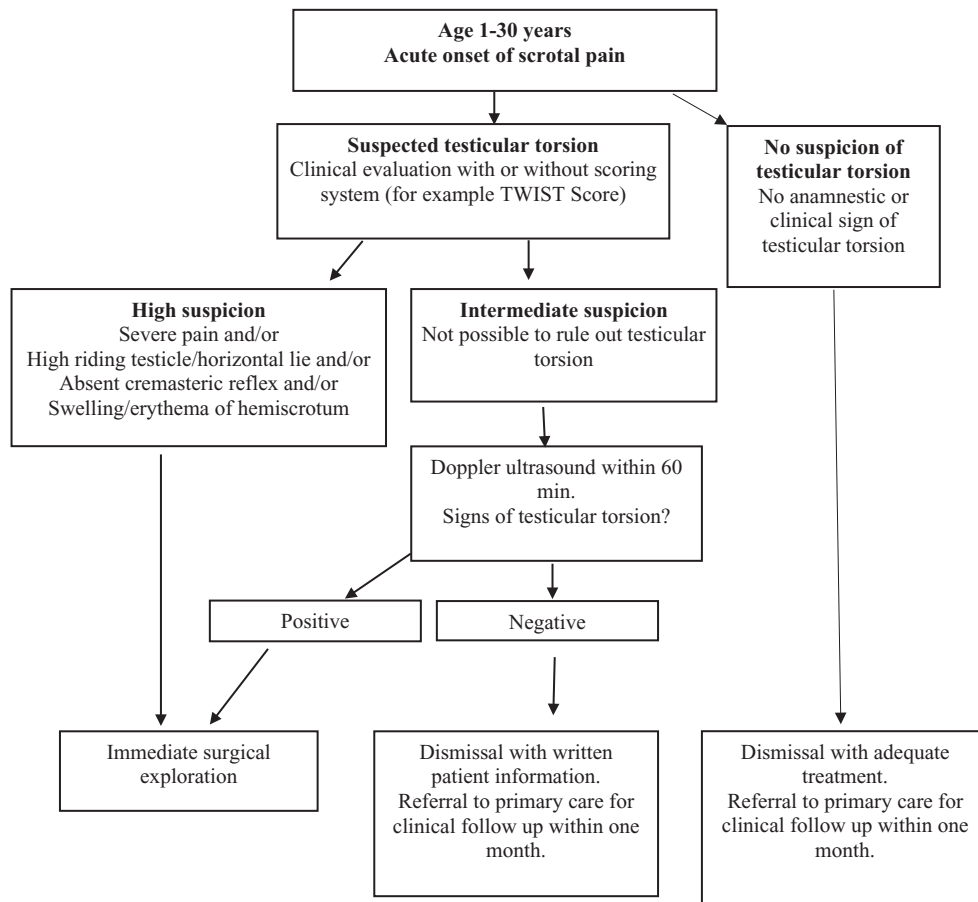 Age 1-30 years
Acute onset of scrotal pain
Suspected testicular torsion
Clinical evaluation with or without scoring
system (for example TWIST Score)
No suspicion of
testicular torsion
No anamnestic or
clinical sign of
testicular torsion
High suspicion
Severe pain and/or
High riding testicle/horizontal lie and/or
Absent cremasteric reflex and/or
Swelling/erythema of hemiscrotum
Intermediate suspicion
Not possible to rule out testicular
torsion
Doppler ultrasound within 60
min.
Signs of testicular torsion?
Positive
Negative
Immediate surgical
exploration
Dismissal with written
patient information.
Referral to primary care for
clinical follow up within one
month.
Dismissal with adequate
treatment.
Referral to primary care for
clinical follow up within one
month.